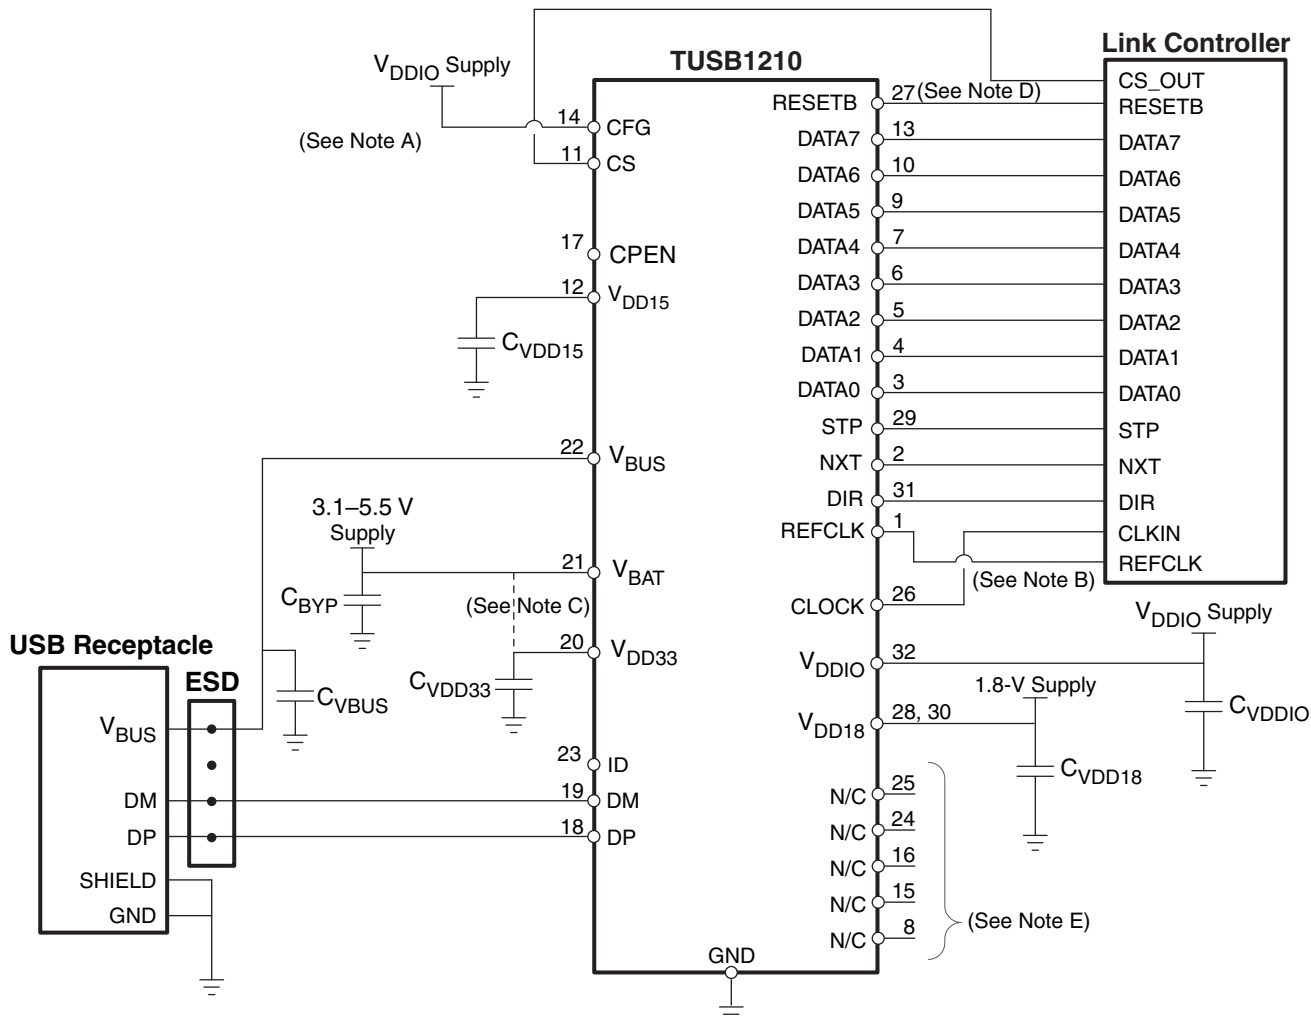 Link Controller
TUSB1210
VDDIO Supply
(See Note A)
14
CFG
11
CS
17
CPEN
12
VDD15
CVDD15
22
VBUS
3.1–5.5 V
Supply
21
VBAT
CBYP
(See Note C)
20
VDD33
CVDD33
USB Receptacle
ESD
CVBUS
VBUS
DM
DP
SHIELD
GND
23
ID
19
DM
18
DP
GND
RESETB
27
(See Note D)
DATA7
13
DATA6
10
DATA5
9
DATA4
7
DATA3
6
DATA2
5
DATA1
4
DATA0
3
STP
29
NXT
2
DIR
31
REFCLK
1
(See Note B)
CLOCK
26
VDDIO
32
VDD18
28, 30
N/C
25
N/C
24
N/C
16
N/C
15
N/C
8
(See Note E)
CS_OUT
RESETB
DATA7
DATA6
DATA5
DATA4
DATA3
DATA2
DATA1
DATA0
STP
NXT
DIR
CLKIN
REFCLK
VDDIO Supply
CVDDIO
1.8-V Supply
CVDD18